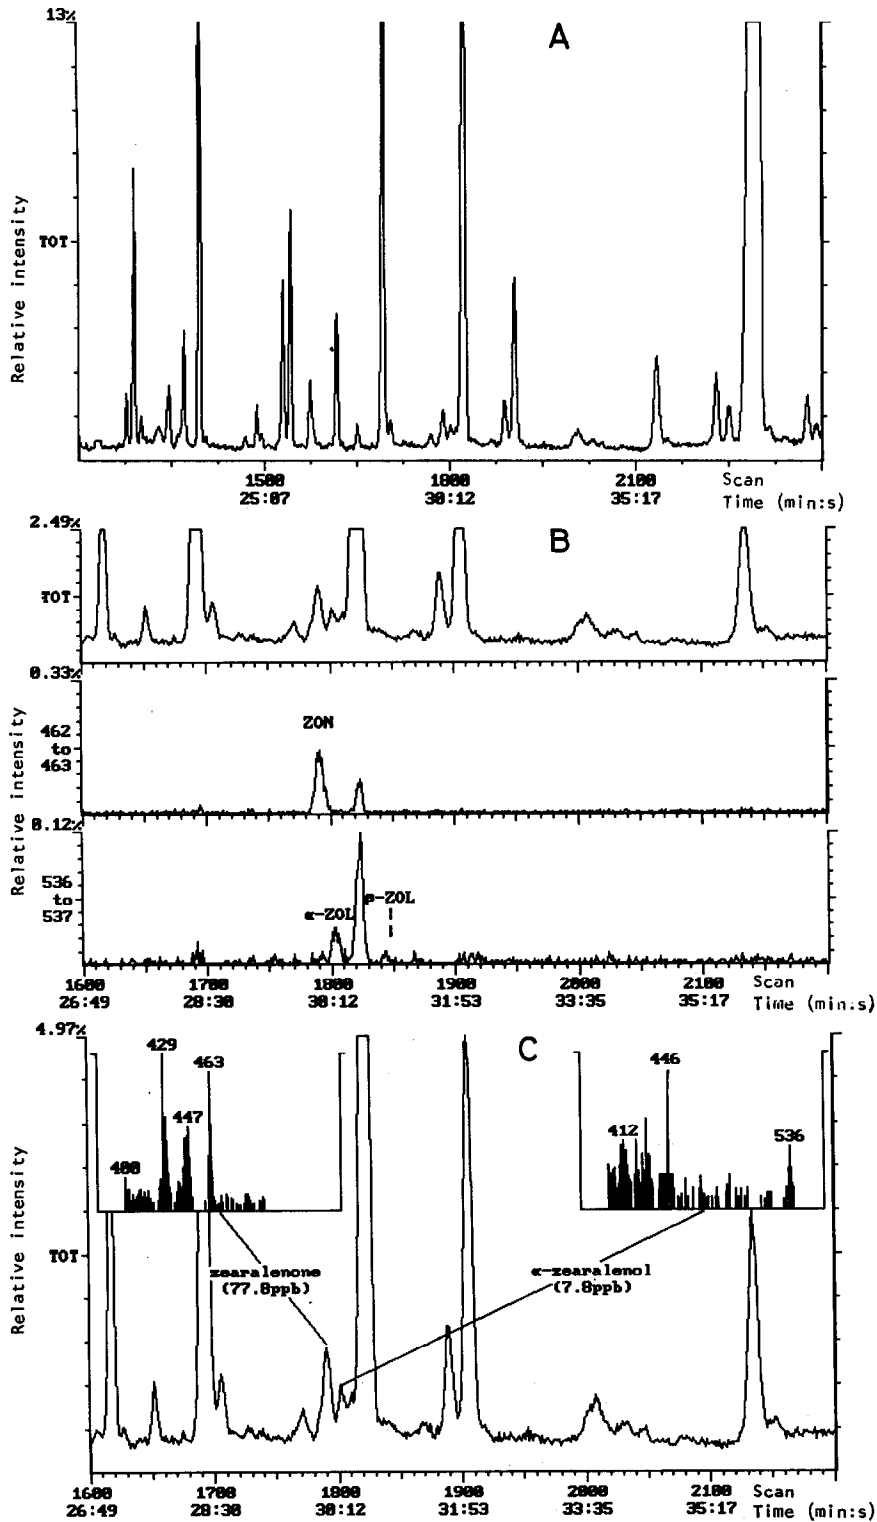 13%
A
Relative intensity
TOT
1500 1800 2100 Scan
25:07 30:12 35:17 Time (min:s)
2.49%
B
TOT
0.33%
Relative intensity
ZON
462
to
463
0.12%
536
to
537
α-ZOL
β-ZOL
1600 1700 1800 1900 2000 2100 Scan
26:49 28:30 30:12 31:53 33:35 35:17 Time (min:s)
4.97%
C
429
463
447
400
446
412
536
Relative intensity
TOT
zearalenone
(77.8ppb)
α-zearalenol
(7.8ppb)
1600 1700 1800 1900 2000 2100 Scan
26:49 28:30 30:12 31:53 33:35 35:17 Time (min:s)